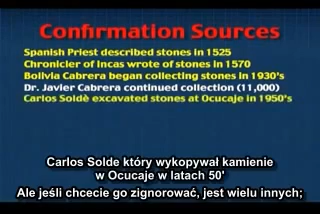 Confirmation Sources
Spanish Priest described stones in 1525
Chronicler of Incas wrote of stones in 1570
Bolivia Cabrera began collecting stones in 1930's
Dr. Javier Cabrera continued collection (11,000)
Carlos Soldè excavated stones at Ocucaje in 1950's
Carlos Solde który wykopywał kamienie
w Ocucaje w latach 50'
Ale jeśli chcecie go zignorować, jest wielu innych;